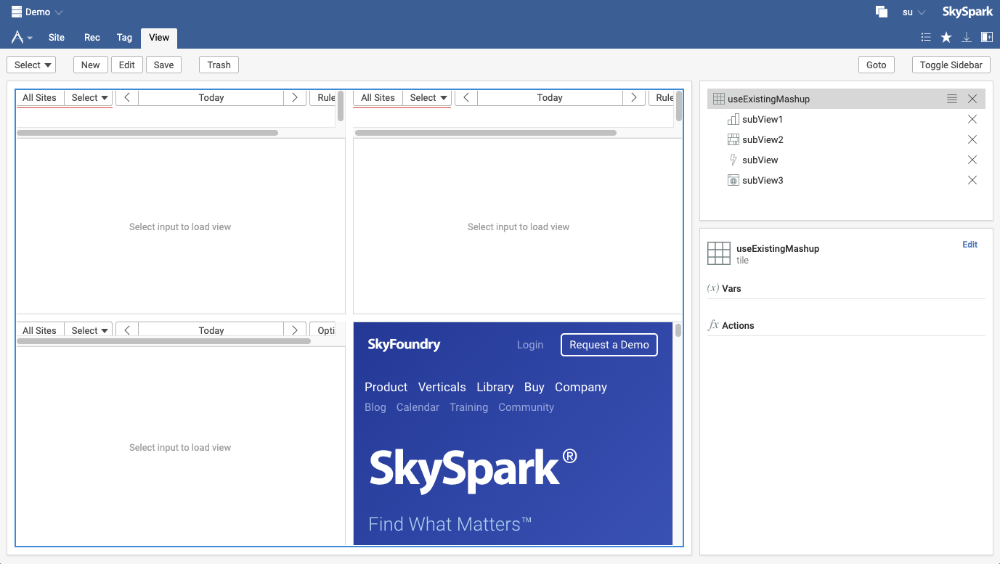 Demo su SkySpark
Site Rec Tag View
Select New Edit Save Trash Goto Toggle Sidebar
All Sites Select Today Rule
All Sites Select Today Rule
Select input to load view
Select input to load view
All Sites Select Today Opti
Select input to load view
SkyFoundry Login Request a Demo
Product Verticals Library Buy Company
Blog Calendar Training Community
SkySpark®
Find What Matters™
useExistingMashup
subView1
subView2
subView
subView3
useExistingMashup Edit
tile
(x) Vars
fx Actions